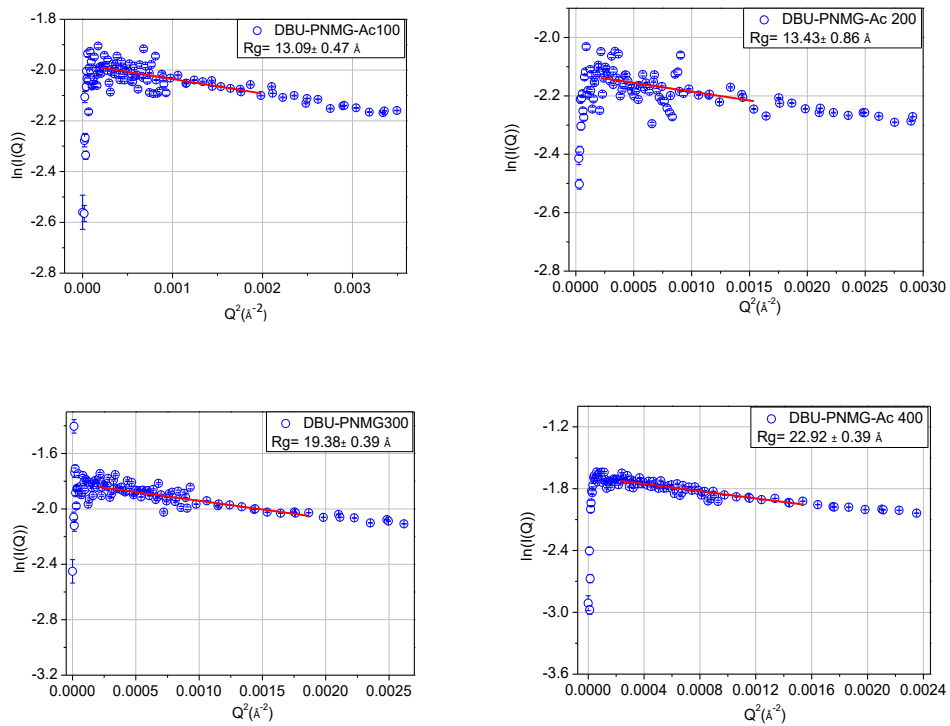 -1.8
-2.0
-2.2
-2.4
-2.6
-2.8
ln(I(Q))
DBU-PNMG-Ac100
Rg= 13.09± 0.47 Å
0.000 0.001 0.002 0.003
Q²(Å⁻²)
-2.0
-2.2
-2.4
-2.6
-2.8
ln(I(Q))
DBU-PNMG-Ac 200
Rg= 13.43± 0.86 Å
0.0000 0.0005 0.0010 0.0015 0.0020 0.0025 0.0030
Q²(Å⁻²)
-1.2
-1.6
-2.0
-2.4
-2.8
-3.2
ln(I(Q))
DBU-PNMG300
Rg= 19.38± 0.39 Å
0.0000 0.0005 0.0010 0.0015 0.0020 0.0025
Q²(Å⁻²)
-1.2
-1.8
-2.4
-3.0
-3.6
ln(I(Q))
DBU-PNMG-Ac 400
Rg= 22.92 ± 0.39 Å
0.0000 0.0004 0.0008 0.0012 0.0016 0.0020 0.0024
Q²(Å⁻²)